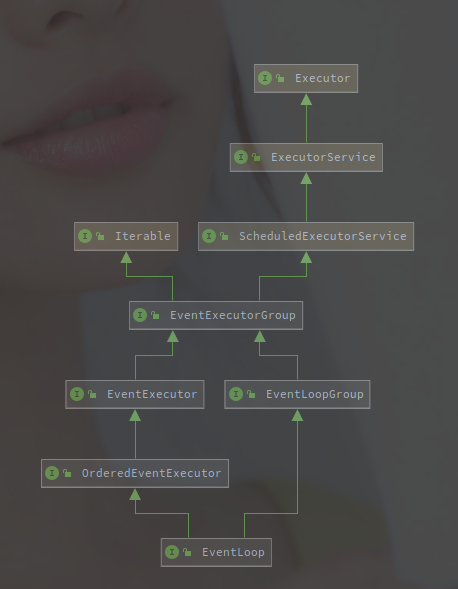 I Executor
I ExecutorService
I Iterable
I ScheduledExecutorService
I EventExecutorGroup
I EventExecutor
I EventLoopGroup
I OrderedEventExecutor
I EventLoop